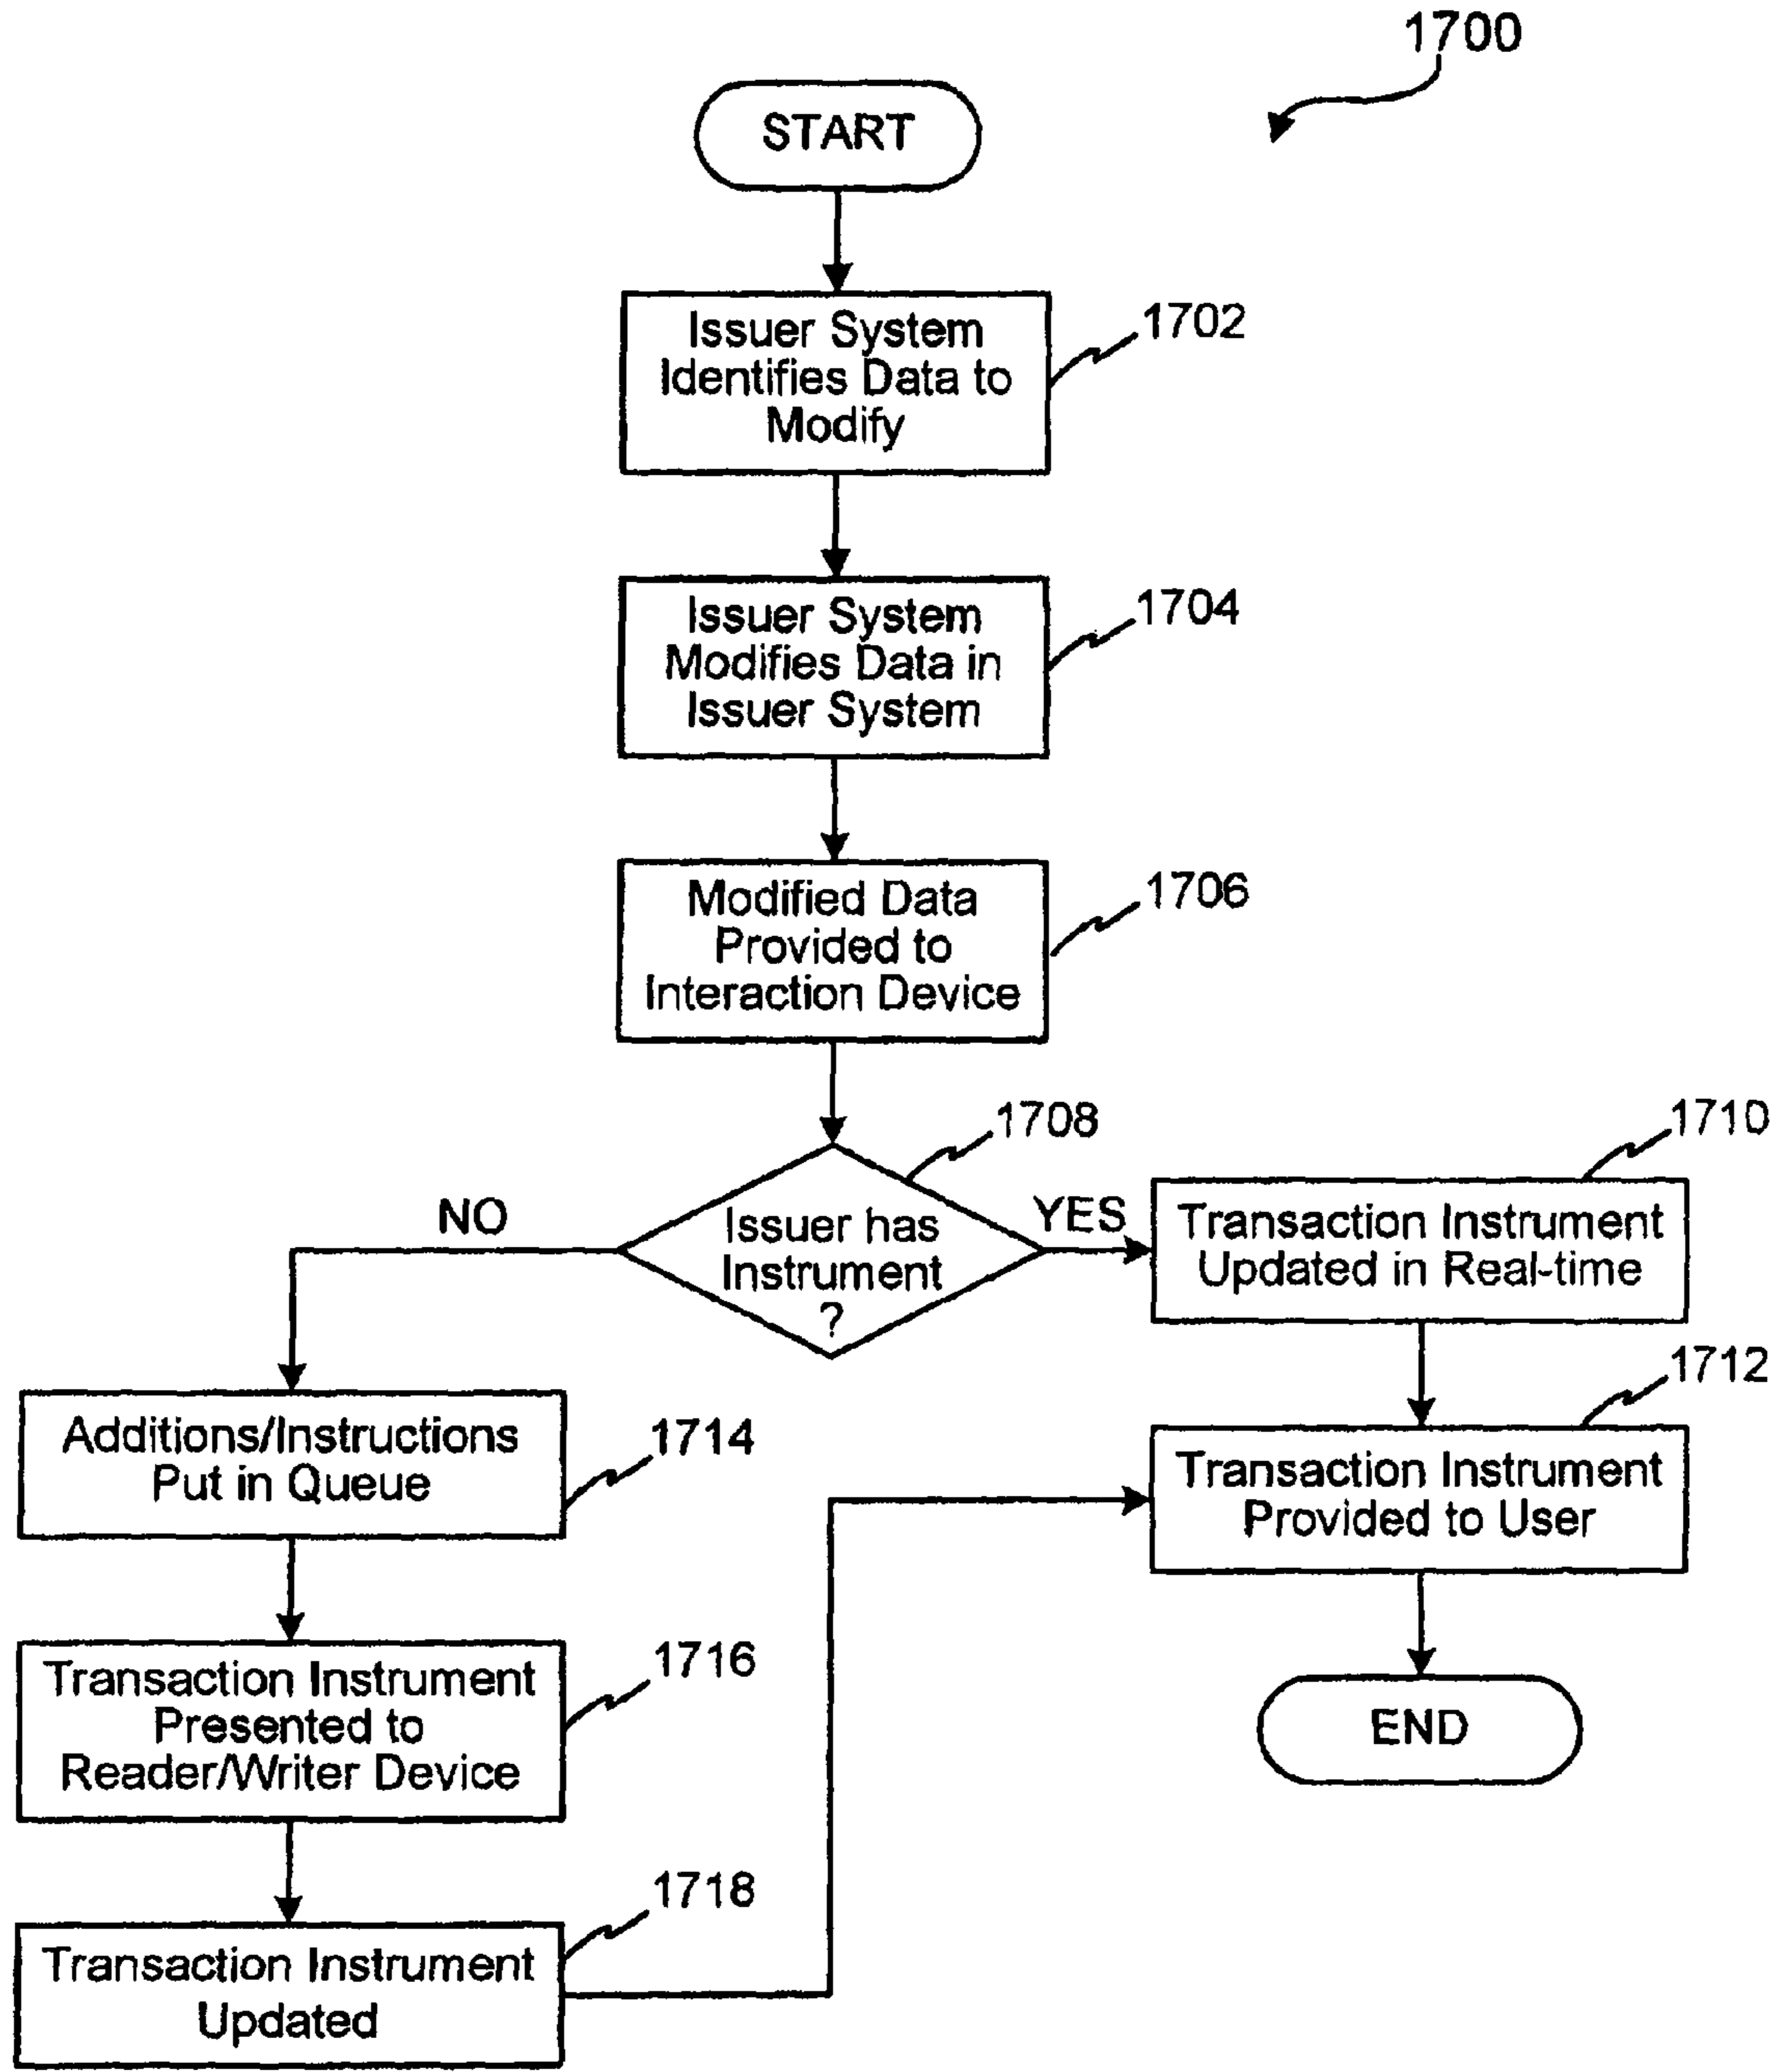 1700
START
Issuer System
Identifies Data to
Modify
1702
Issuer System
Modifies Data in
Issuer System
1704
Modified Data
Provided to
Interaction Device
1706
Issuer has
Instrument
?
1708
NO
YES
Transaction Instrument
Updated in Real-time
1710
Transaction Instrument
Provided to User
1712
END
Additions/Instructions
Put in Queue
1714
Transaction Instrument
Presented to
Reader/Writer Device
1716
Transaction Instrument
Updated
1718